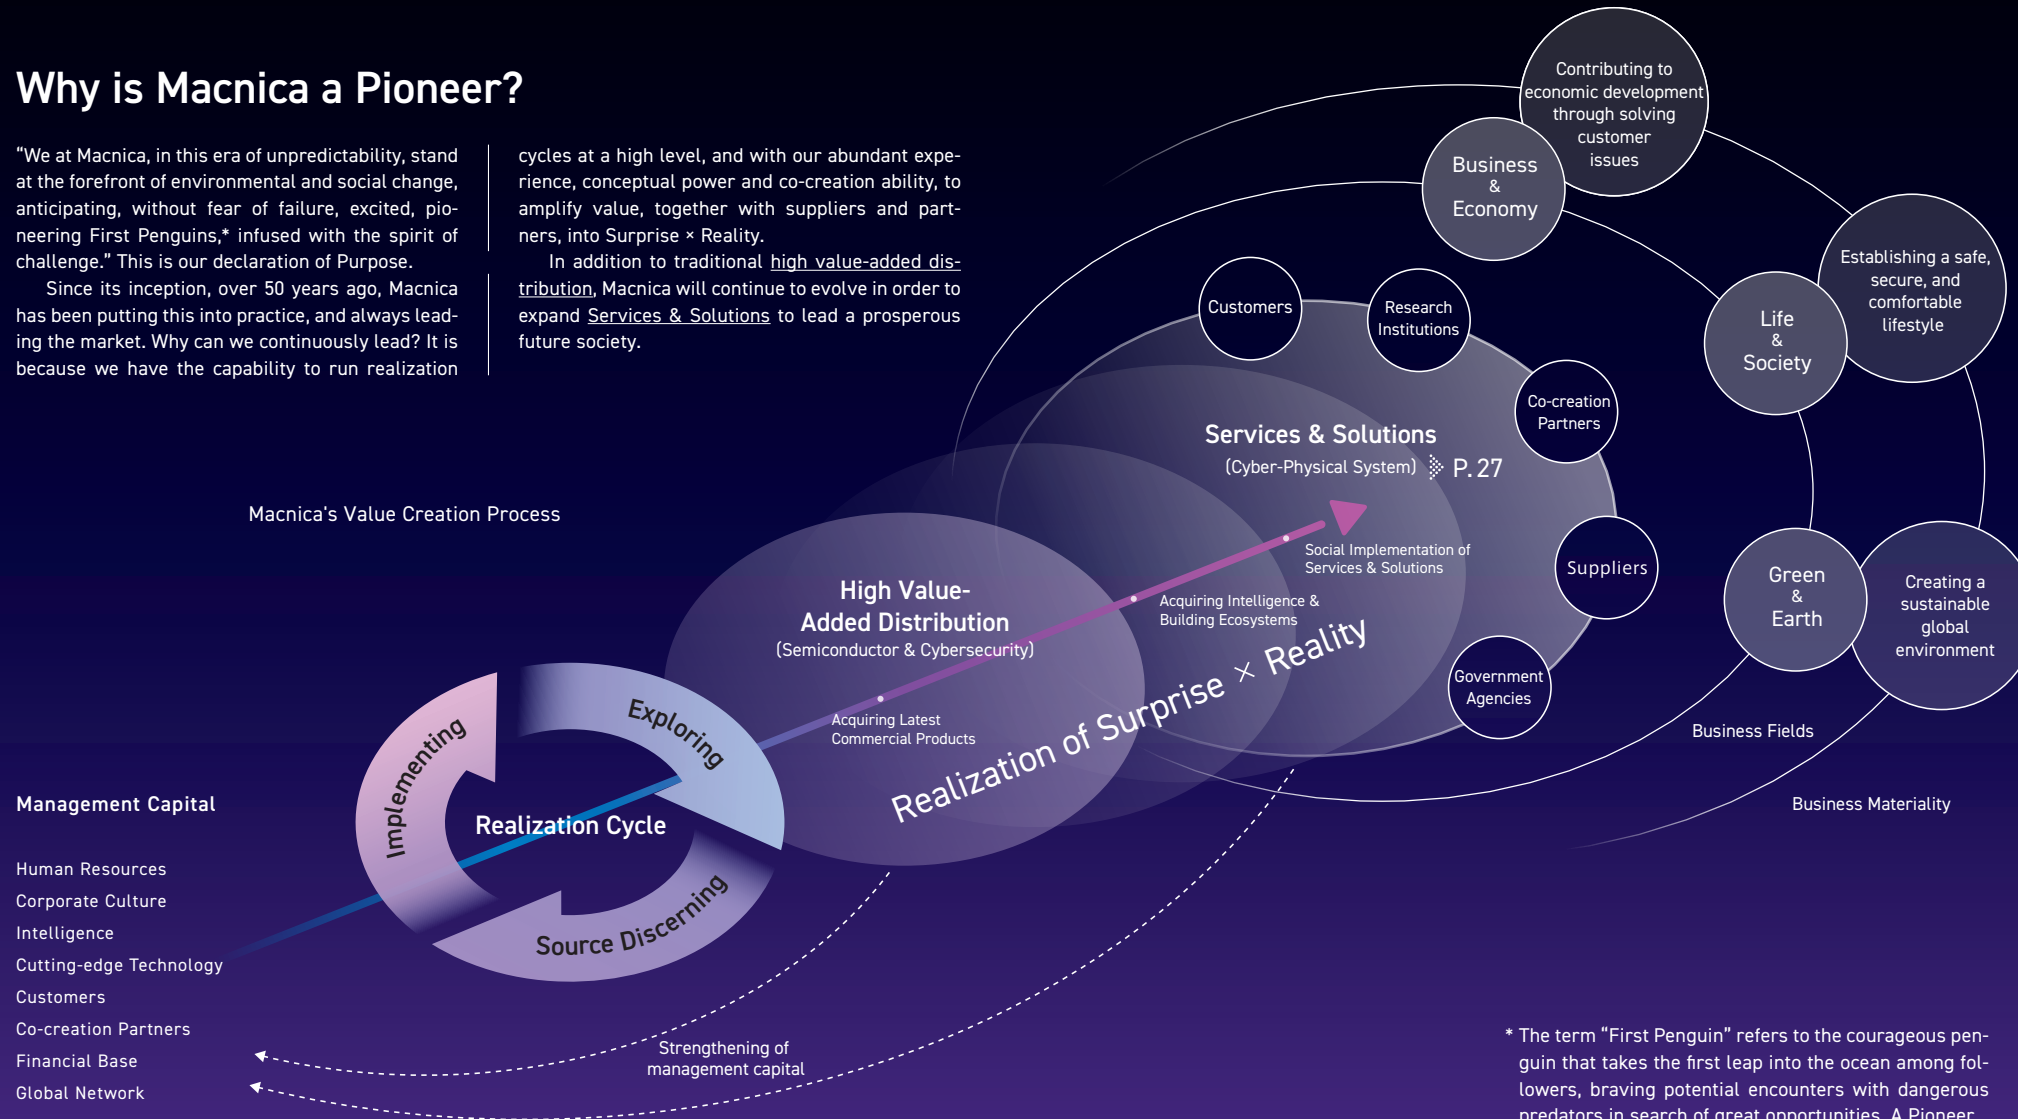 Why is Macnica a Pioneer?
“We at Macnica, in this era of unpredictability, stand
at the forefront of environmental and social change,
anticipating, without fear of failure, excited, pio-
neering First Penguins,* infused with the spirit of
challenge.” This is our declaration of Purpose.
Since its inception, over 50 years ago, Macnica
has been putting this into practice, and always lead-
ing the market. Why can we continuously lead? It is
because we have the capability to run realization
cycles at a high level, and with our abundant expe-
rience, conceptual power and co-creation ability, to
amplify value, together with suppliers and part-
ners, into Surprise × Reality.
In addition to traditional high value-added dis-
tribution, Macnica will continue to evolve in order to
expand Services & Solutions to lead a prosperous
future society.
Macnica's Value Creation Process
Management Capital
Human Resources
Corporate Culture
Intelligence
Cutting-edge Technology
Customers
Co-creation Partners
Financial Base
Global Network
Implementing
Exploring
Source Discerning
Realization Cycle
High Value-
Added Distribution
(Semiconductor & Cybersecurity)
Acquiring Latest
Commercial Products
Acquiring Intelligence &
Building Ecosystems
Social Implementation of
Services & Solutions
Realization of Surprise × Reality
Services & Solutions
(Cyber-Physical System) P. 27
Customers
Research
Institutions
Co-creation
Partners
Suppliers
Government
Agencies
Business
&
Economy
Contributing to
economic development
through solving
customer
issues
Life
&
Society
Establishing a safe,
secure, and
comfortable
lifestyle
Green
&
Earth
Creating a
sustainable
global
environment
Business Fields
Business Materiality
Strengthening of
management capital
* The term “First Penguin” refers to the courageous pen-
guin that takes the first leap into the ocean among fol-
lowers, braving potential encounters with dangerous
predators in search of great opportunities. A Pioneer